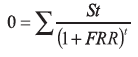 0 = ∑ St / (1 + FRR)^t